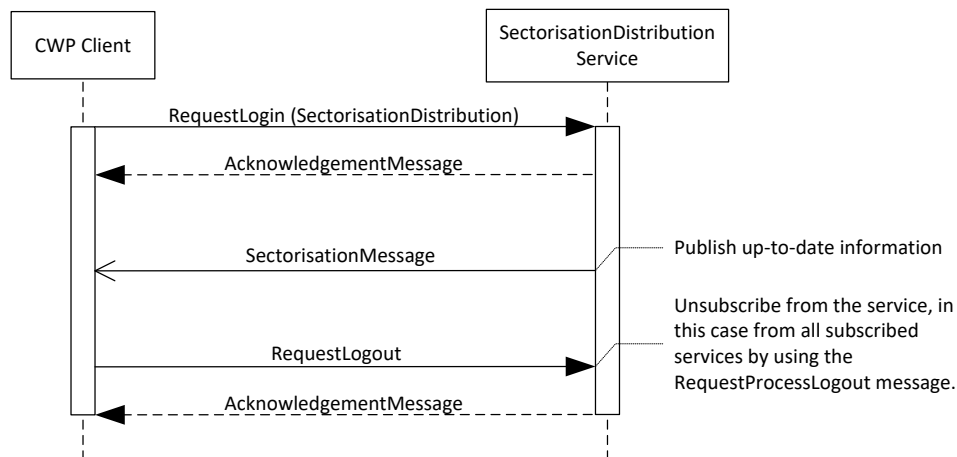 CWP Client
SectorisationDistribution
Service
RequestLogin (SectorisationDistribution)
AcknowledgementMessage
SectorisationMessage
Publish up-to-date information
Unsubscribe from the service, in
this case from all subscribed
services by using the
RequestProcessLogout message.
RequestLogout
AcknowledgementMessage